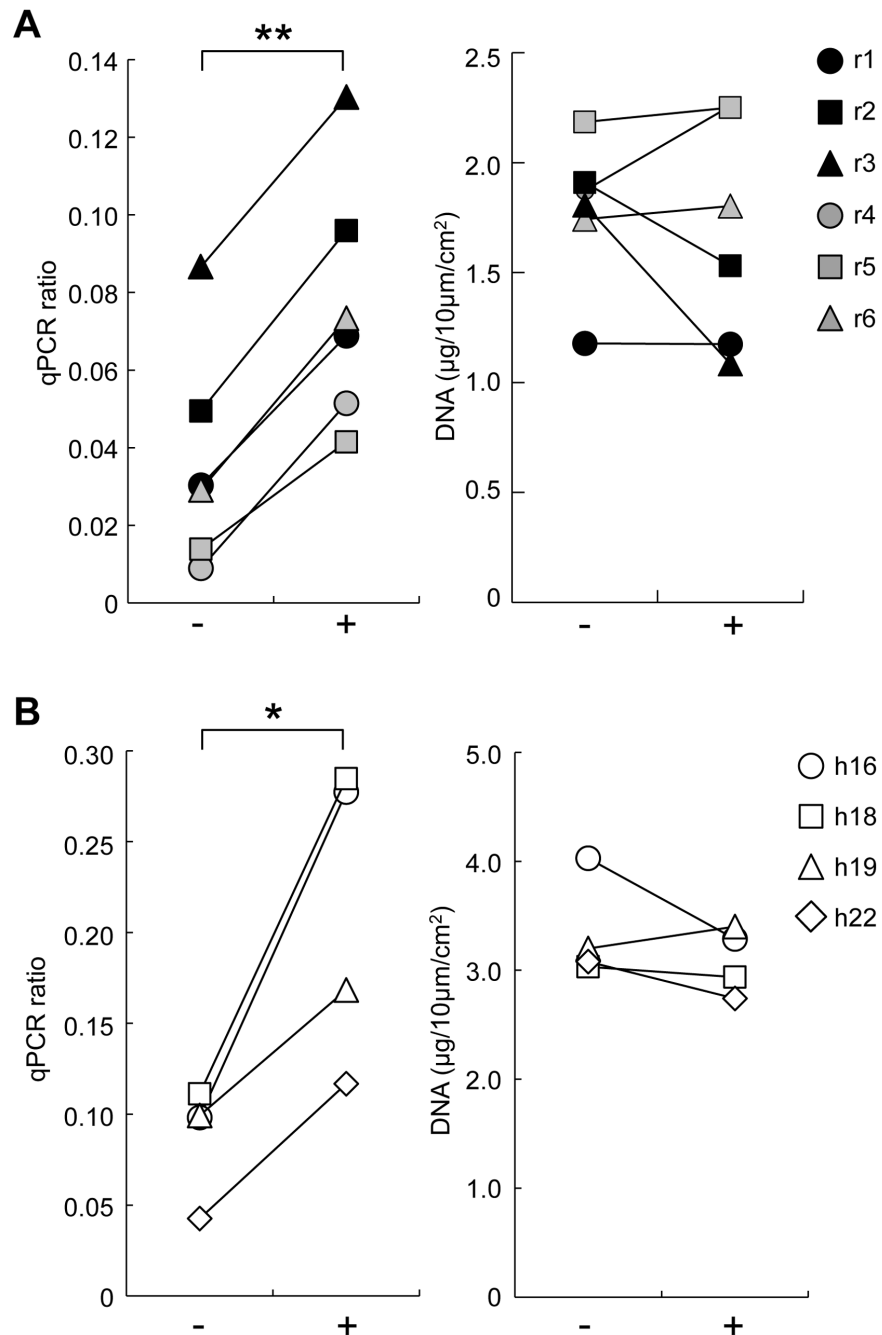 A
**
qPCR ratio
0.14
0.12
0.10
0.08
0.06
0.04
0.02
0
-
+
DNA (μg/10μm/cm²)
2.5
2.0
1.5
1.0
0.5
0
-
+
r1
r2
r3
r4
r5
r6
B
*
qPCR ratio
0.30
0.25
0.20
0.15
0.10
0.05
0
-
+
DNA (μg/10μm/cm²)
5.0
4.0
3.0
2.0
1.0
0
-
+
h16
h18
h19
h22